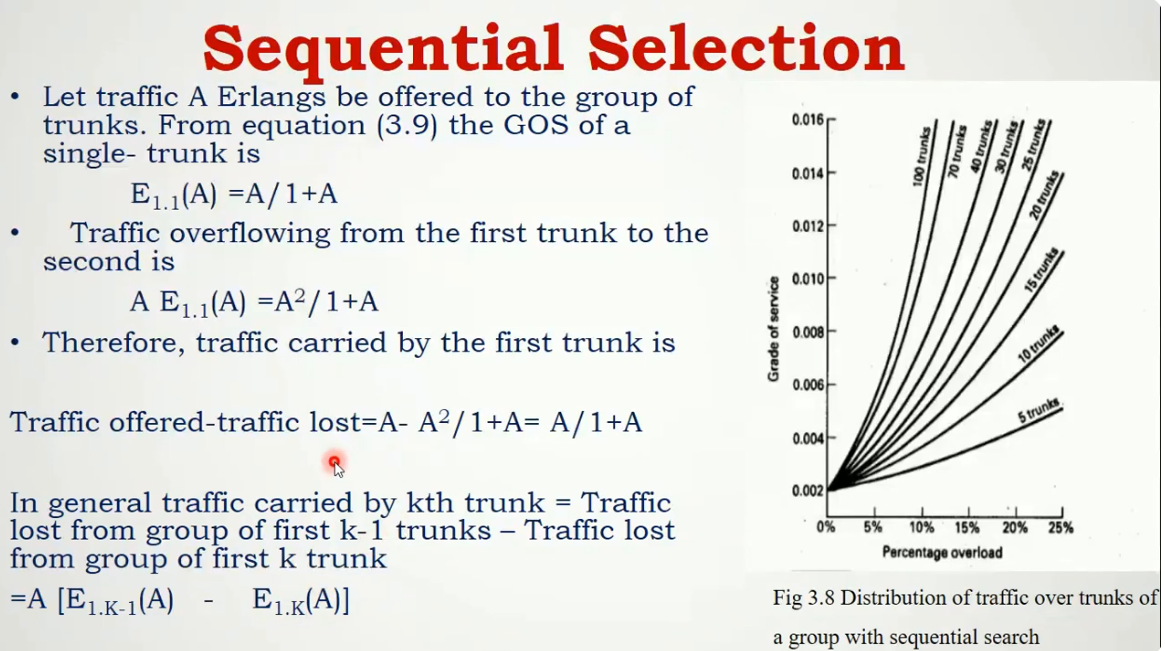 Sequential Selection
• Let traffic A Erlangs be offered to the group of
trunks. From equation (3.9) the GOS of a
single- trunk is
E₁.₁(A) =A/1+A
• Traffic overflowing from the first trunk to the
second is
A E₁.₁(A) =A²/1+A
• Therefore, traffic carried by the first trunk is
Traffic offered-traffic lost=A- A²/1+A= A/1+A
In general traffic carried by kth trunk = Traffic
lost from group of first k-1 trunks – Traffic lost
from group of first k trunk
=A [E₁.K-₁(A) - E₁.K(A)]
Grade of service
0.016
0.014
0.012
0.010
0.008
0.006
0.004
0.002
100 trunks
70 trunks
40 trunks
30 trunks
25 trunks
20 trunks
15 trunks
10 trunks
5 trunks
0% 5% 10% 15% 20% 25%
Percentage overload
Fig 3.8 Distribution of traffic over trunks of
a group with sequential search